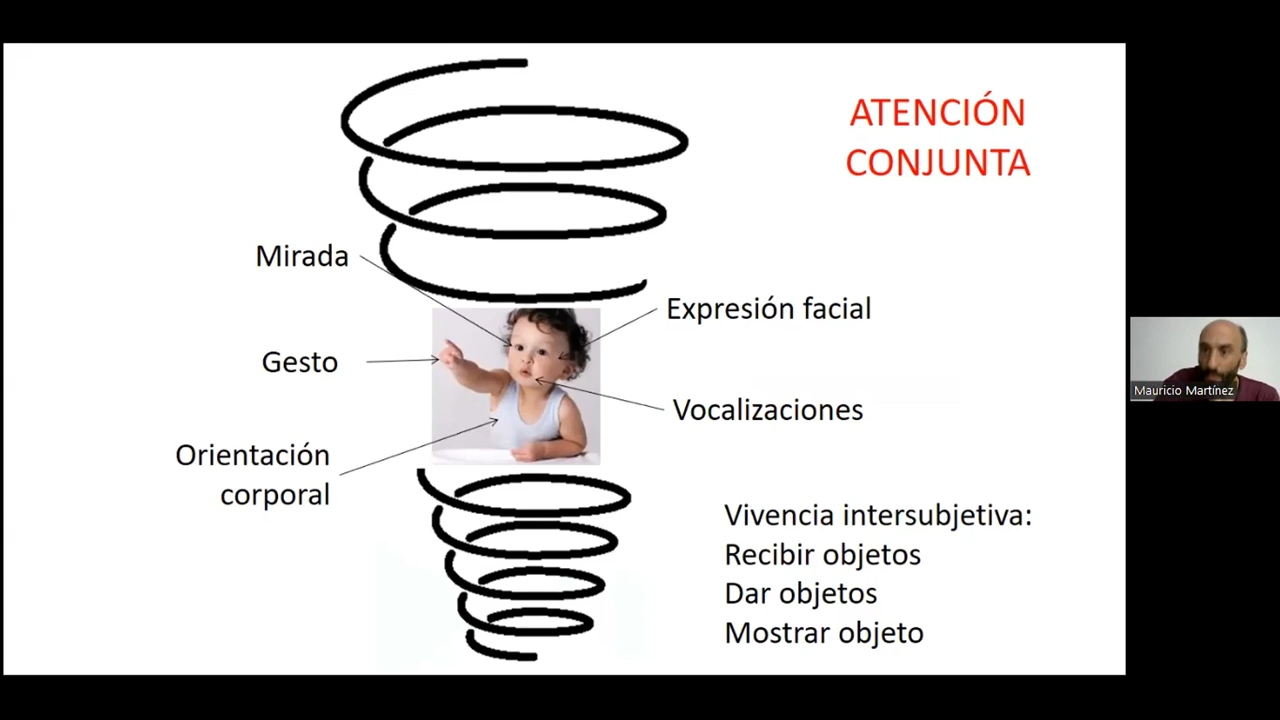 ATENCIÓN
CONJUNTA
Mirada
Expresión facial
Gesto
Vocalizaciones
Orientación
corporal
Vivencia intersubjetiva:
Recibir objetos
Dar objetos
Mostrar objeto
Mauricio Martínez